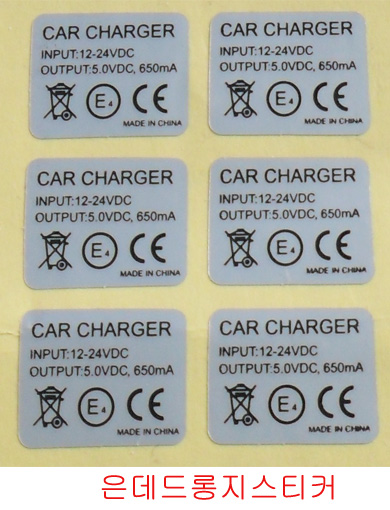 CAR CHARGER
INPUT:12-24VDC
OUTPUT:5.0VDC, 650mA
E4 CE
MADE IN CHINA
CAR CHARGER
INPUT:12-24VDC
OUTPUT:5.0VDC, 650mA
E4 CE
MADE IN CHINA
CAR CHARGER
INPUT:12-24VDC
OUTPUT:5.0VDC, 650mA
E4 CE
MADE IN CHINA
CAR CHARGER
INPUT:12-24VDC
OUTPUT:5.0VDC, 650mA
E4 CE
MADE IN CHINA
CAR CHARGER
INPUT:12-24VDC
OUTPUT:5.0VDC, 650mA
E4 CE
MADE IN CHINA
CAR CHARGER
INPUT:12-24VDC
OUTPUT:5.0VDC, 650mA
E4 CE
MADE IN CHINA
은데드롱지스티커